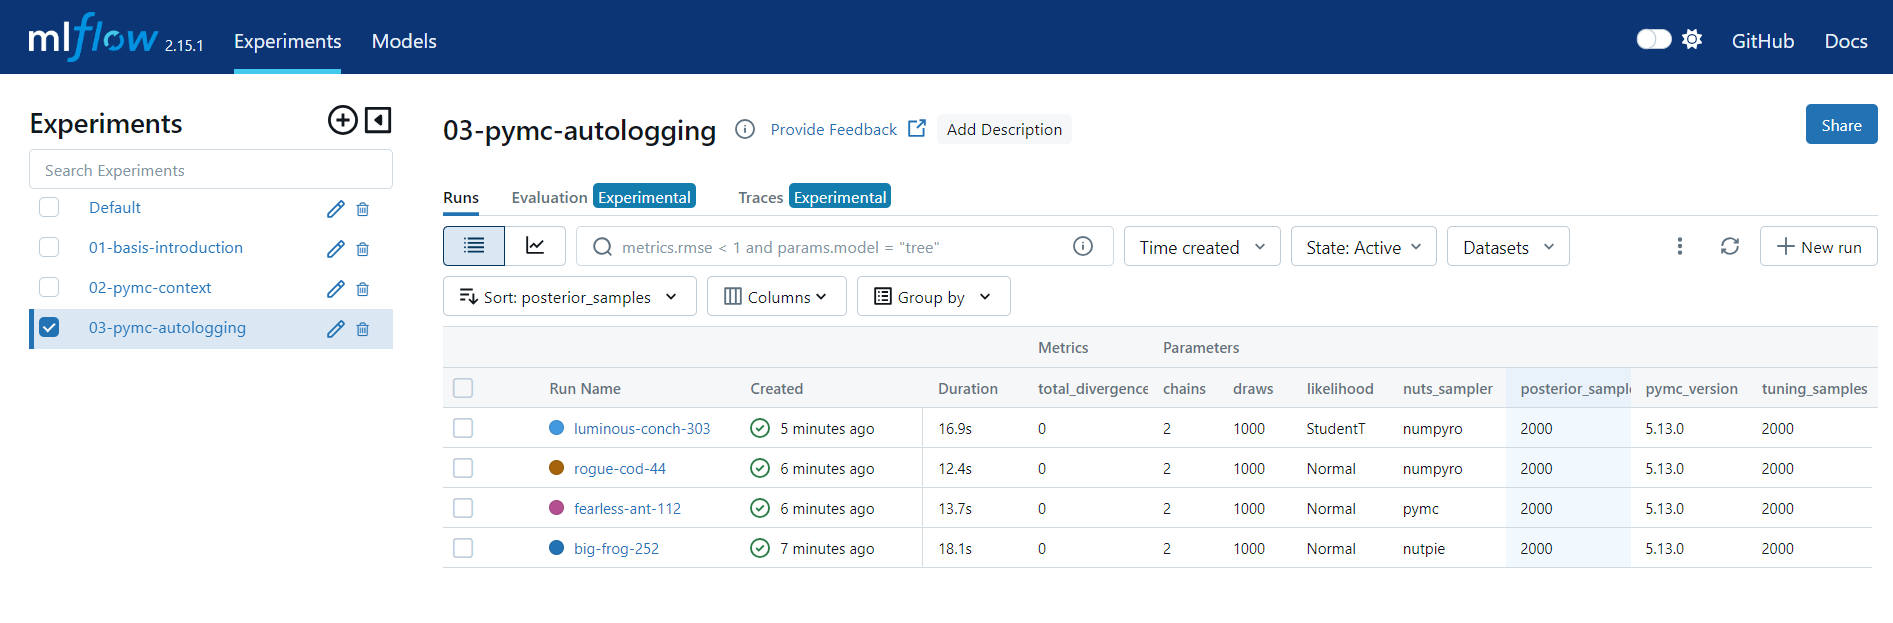 mlflow 2.15.1 Experiments Models GitHub Docs
Experiments
Search Experiments
Default
01-basis-introduction
02-pymc-context
03-pymc-autologging
03-pymc-autologging Provide Feedback Add Description Share
Runs Evaluation Experimental Traces Experimental
metrics.rmse < 1 and params.model = "tree" Time created State: Active Datasets New run
Sort: posterior_samples Columns Group by
Metrics Parameters
Run Name Created Duration total_divergence chains draws likelihood nuts_sampler posterior_sampl pymc_version tuning_samples
luminous-conch-303 5 minutes ago 16.9s 0 2 1000 StudentT numpyro 2000 5.13.0 2000
rogue-cod-44 6 minutes ago 12.4s 0 2 1000 Normal numpyro 2000 5.13.0 2000
fearless-ant-112 6 minutes ago 13.7s 0 2 1000 Normal pymc 2000 5.13.0 2000
big-frog-252 7 minutes ago 18.1s 0 2 1000 Normal nutpie 2000 5.13.0 2000